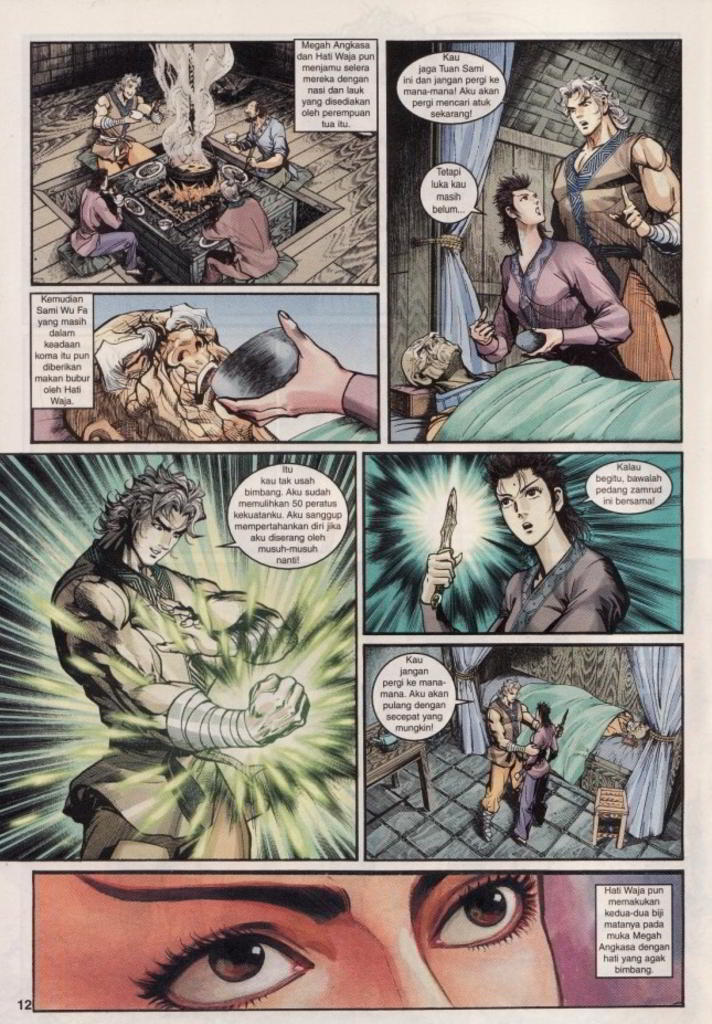 Megah Angkasa
dan Hati Waja pun
menjamu selera
mereka dengan
nasi dan lauk
yang disediakan
oleh perempuan
tua itu.
Kau
jaga Tuan Sami
ini dan jangan pergi ke
mana-mana! Aku akan
pergi mencari atuk
sekarang!
Tetapi
luka kau
masih
belum...
Kemudian
Sami Wu Fa
yang masih
dalam
keadaan
koma itu pun
diberikan
makan bubur
oleh Hati
Waja.
Itu
kau tak usah
bimbang. Aku sudah
memulihkan 50 peratus
kekuatanku. Aku sanggup
mempertahankan diri jika
aku diserang oleh
musuh-musuh
nanti!
Kalau
begitu, bawalah
pedang zamrud
ini bersama!
Kau
jangan
pergi ke mana-
mana. Aku akan
pulang dengan
secepat yang
mungkin!
Hati Waja pun
memakukan
kedua-dua biji
matanya pada
muka Megah
Angkasa dengan
hati yang agak
bimbang.
12